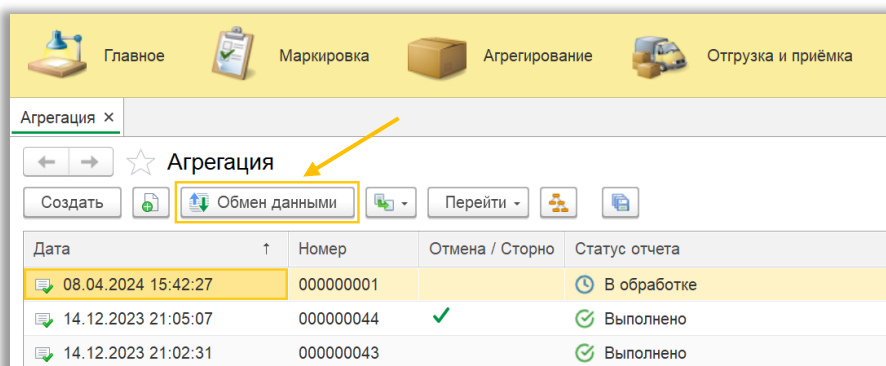 Главное Маркировка Агрегирование Отгрузка и приёмка
Агрегация ×
Агрегация
Создать Обмен данными Перейти
Дата ↑ Номер Отмена / Сторно Статус отчета
08.04.2024 15:42:27 000000001 В обработке
14.12.2023 21:05:07 000000044 Выполнено
14.12.2023 21:02:31 000000043 Выполнено